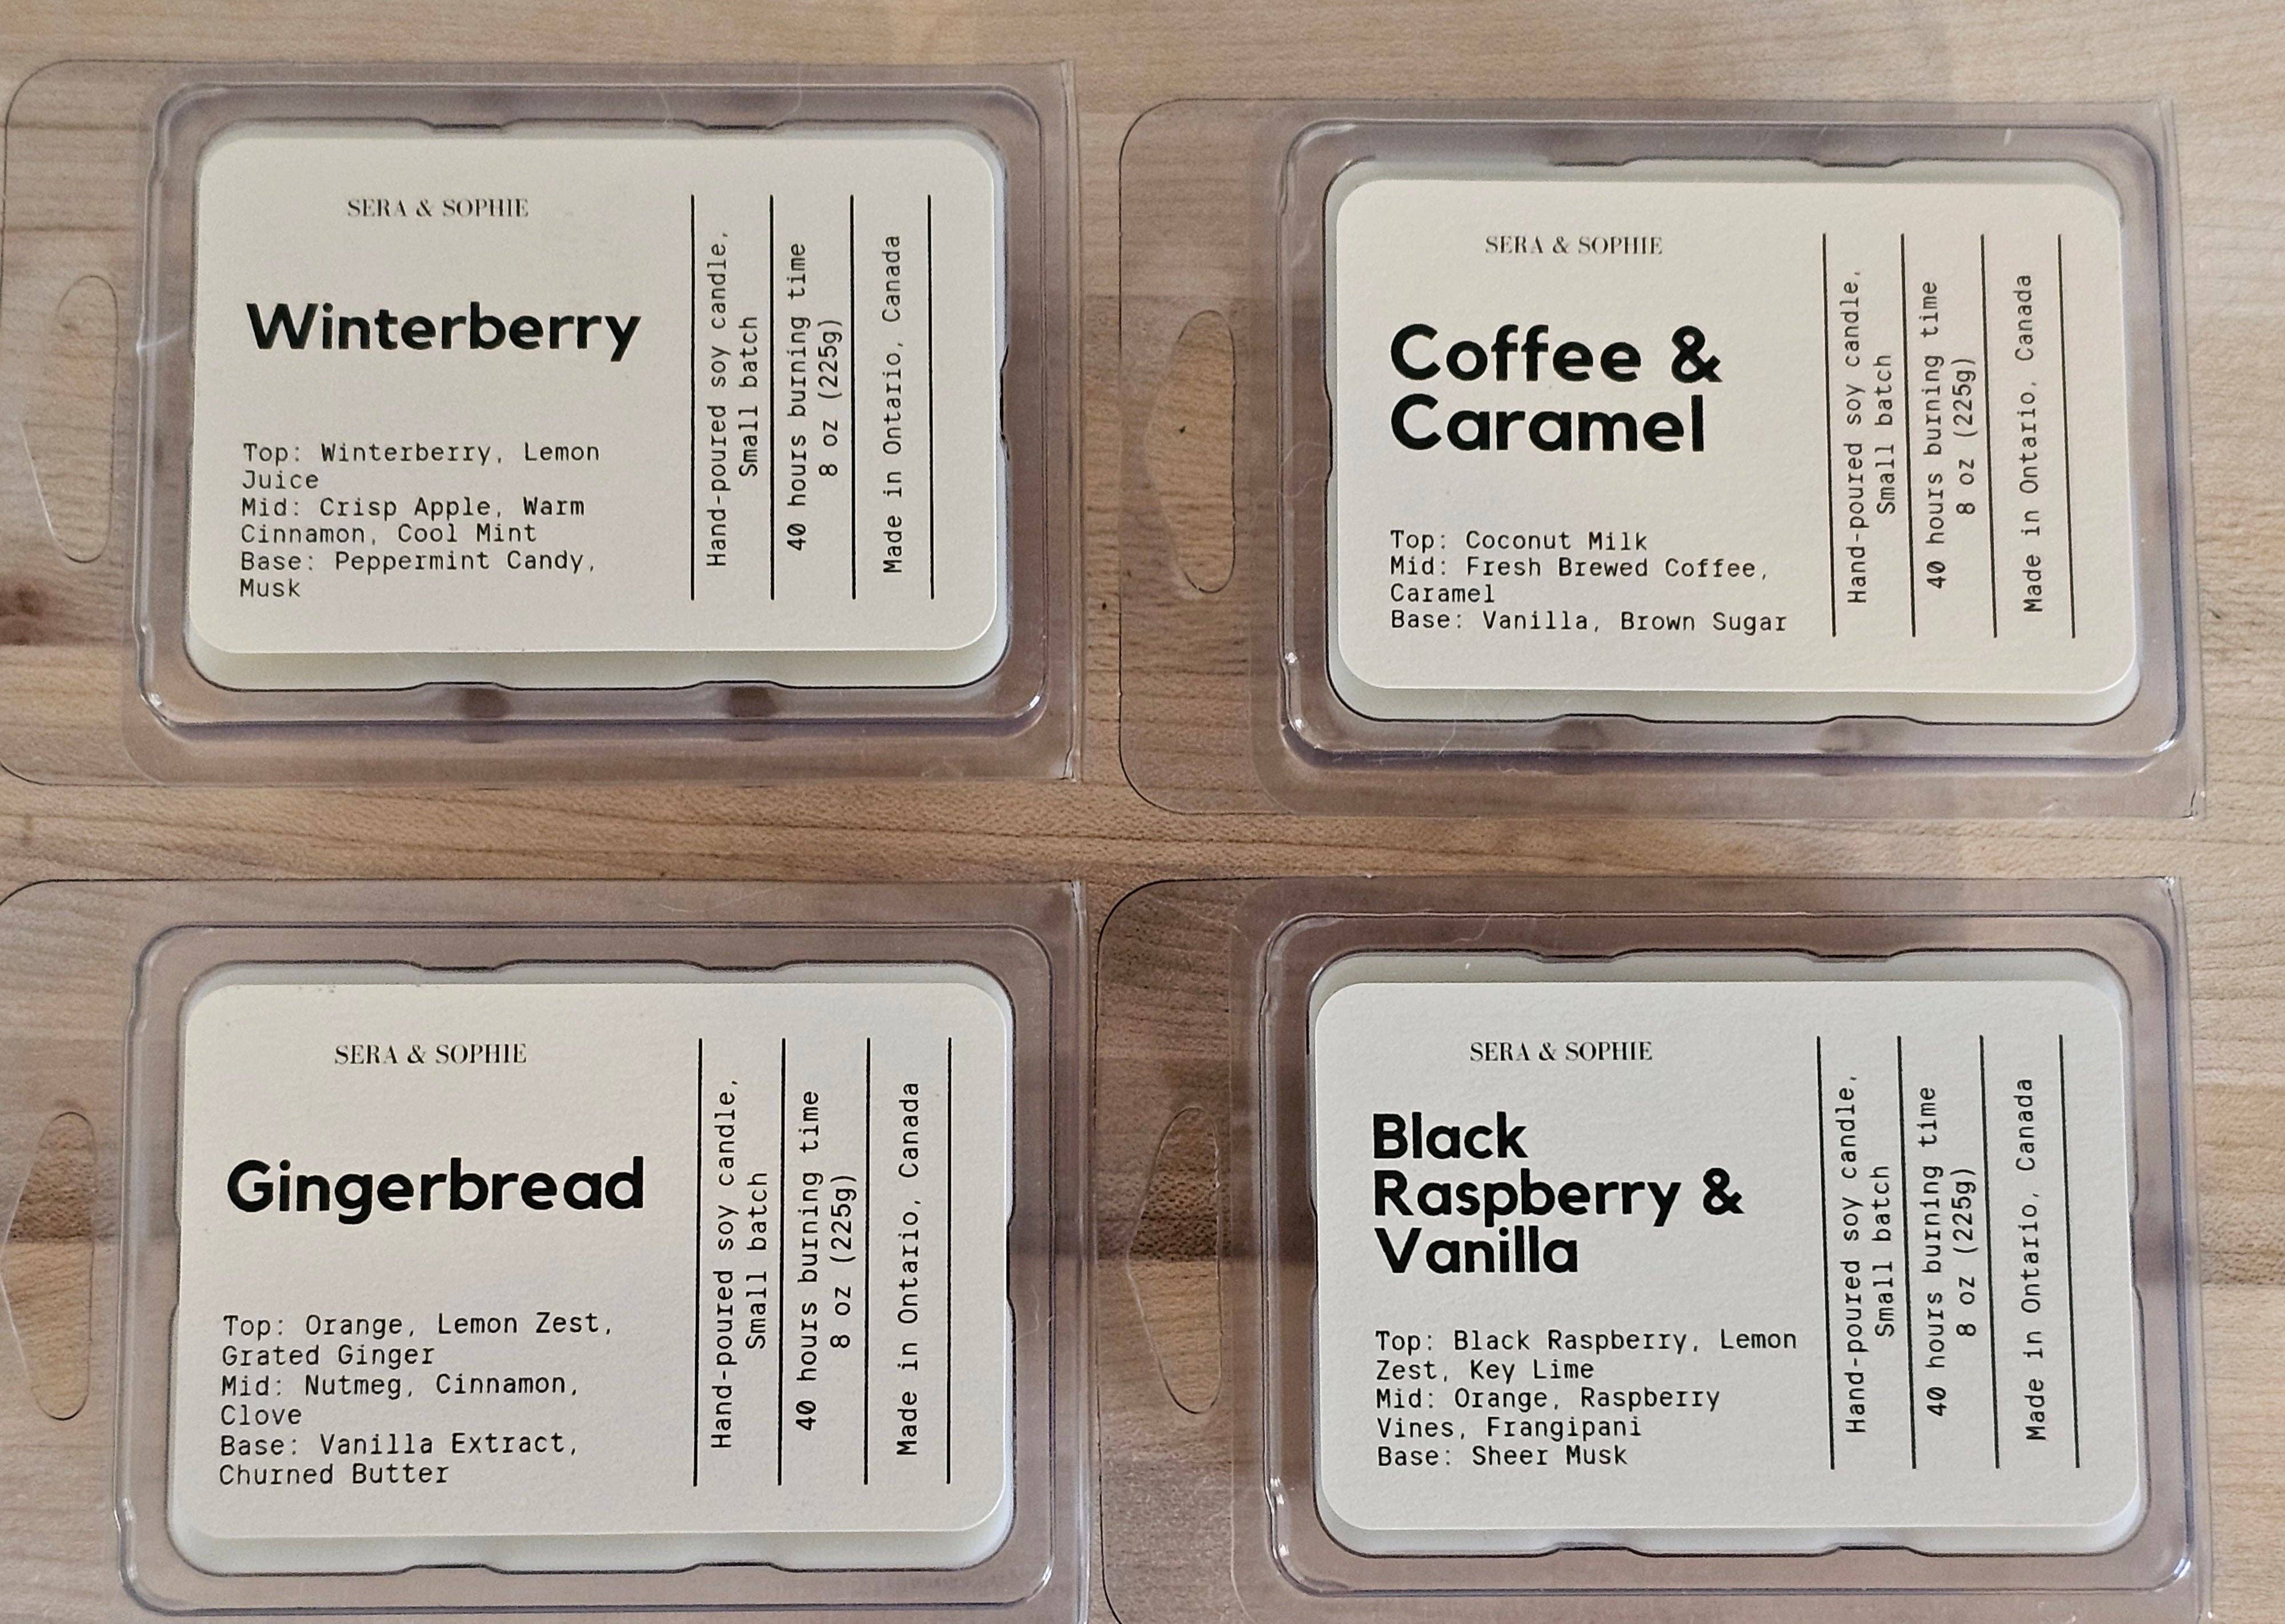 SERA & SOPHIE
Winterberry
Top: Winterberry, Lemon
Juice
Mid: Crisp Apple, Warm
Cinnamon, Cool Mint
Base: Peppermint Candy,
Musk
Hand-poured soy candle,
Small batch
40 hours burning time
8 oz (225g)
Made in Ontario, Canada
SERA & SOPHIE
Coffee &
Caramel
Top: Coconut Milk
Mid: Fresh Brewed Coffee,
Caramel
Base: Vanilla, Brown Sugar
Hand-poured soy candle,
Small batch
40 hours burning time
8 oz (225g)
Made in Ontario, Canada
SERA & SOPHIE
Gingerbread
Top: Orange, Lemon Zest,
Grated Ginger
Mid: Nutmeg, Cinnamon,
Clove
Base: Vanilla Extract,
Churned Butter
Hand-poured soy candle,
Small batch
40 hours burning time
8 oz (225g)
Made in Ontario, Canada
SERA & SOPHIE
Black
Raspberry &
Vanilla
Top: Black Raspberry, Lemon
Zest, Key Lime
Mid: Orange, Raspberry
Vines, Frangipani
Base: Sheer Musk
Hand-poured soy candle,
Small batch
40 hours burning time
8 oz (225g)
Made in Ontario, Canada